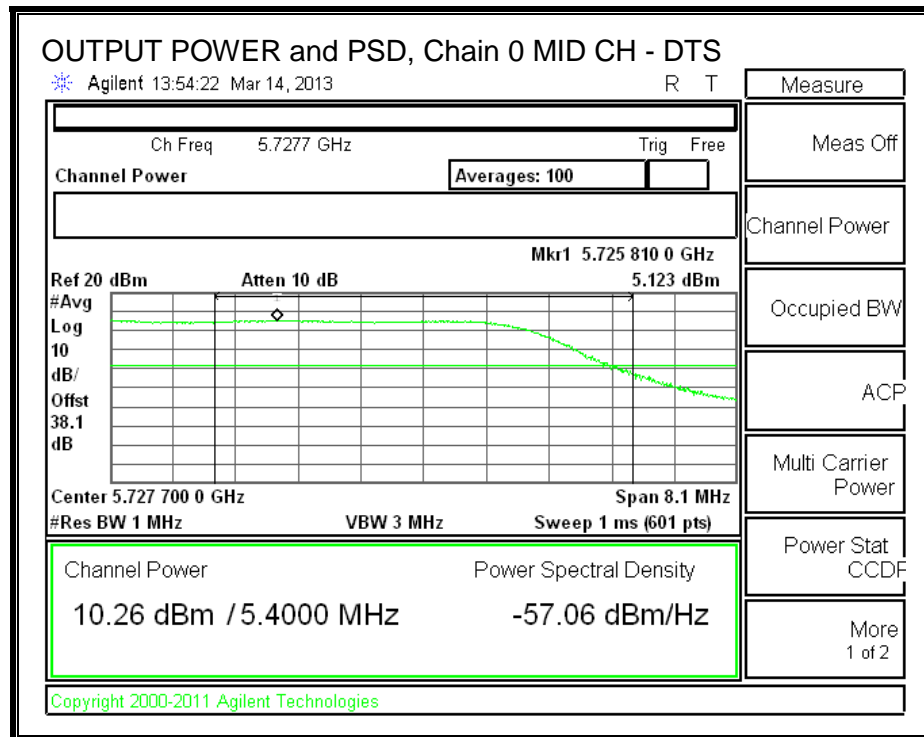 OUTPUT POWER and PSD, Chain 0 MID CH - DTS
Agilent 13:54:22 Mar 14, 2013 R T
Ch Freq 5.7277 GHz Trig Free
Channel Power Averages: 100
Mkr1 5.725 810 0 GHz
Ref 20 dBm Atten 10 dB 5.123 dBm
#Avg
Log
10
dB/
Offst
38.1
dB
Center 5.727 700 0 GHz Span 8.1 MHz
#Res BW 1 MHz VBW 3 MHz Sweep 1 ms (601 pts)
Channel Power Power Spectral Density
10.26 dBm / 5.4000 MHz -57.06 dBm/Hz
Copyright 2000-2011 Agilent Technologies
Measure
Meas Off
Channel Power
Occupied BW
ACP
Multi Carrier
Power
Power Stat
CCDF
More
1 of 2